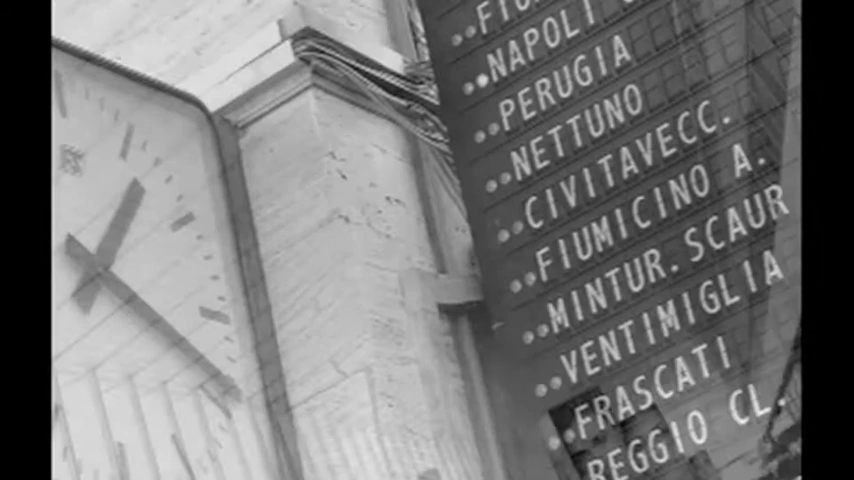 NAPOLI
PERUGIA
NETTUNO
CIVITAVECC.
FIUMICINO A.
MINTUR.SCAUR
VENTIMIGLIA
FRASCATI
REGGIO CL.